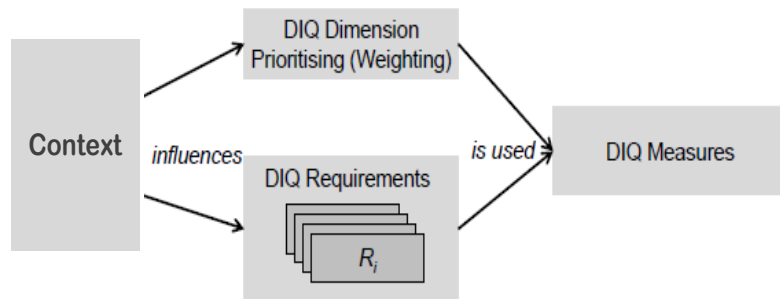 Context
influences
DIQ Dimension
Prioritising (Weighting)
DIQ Requirements
Ri
is used
DIQ Measures